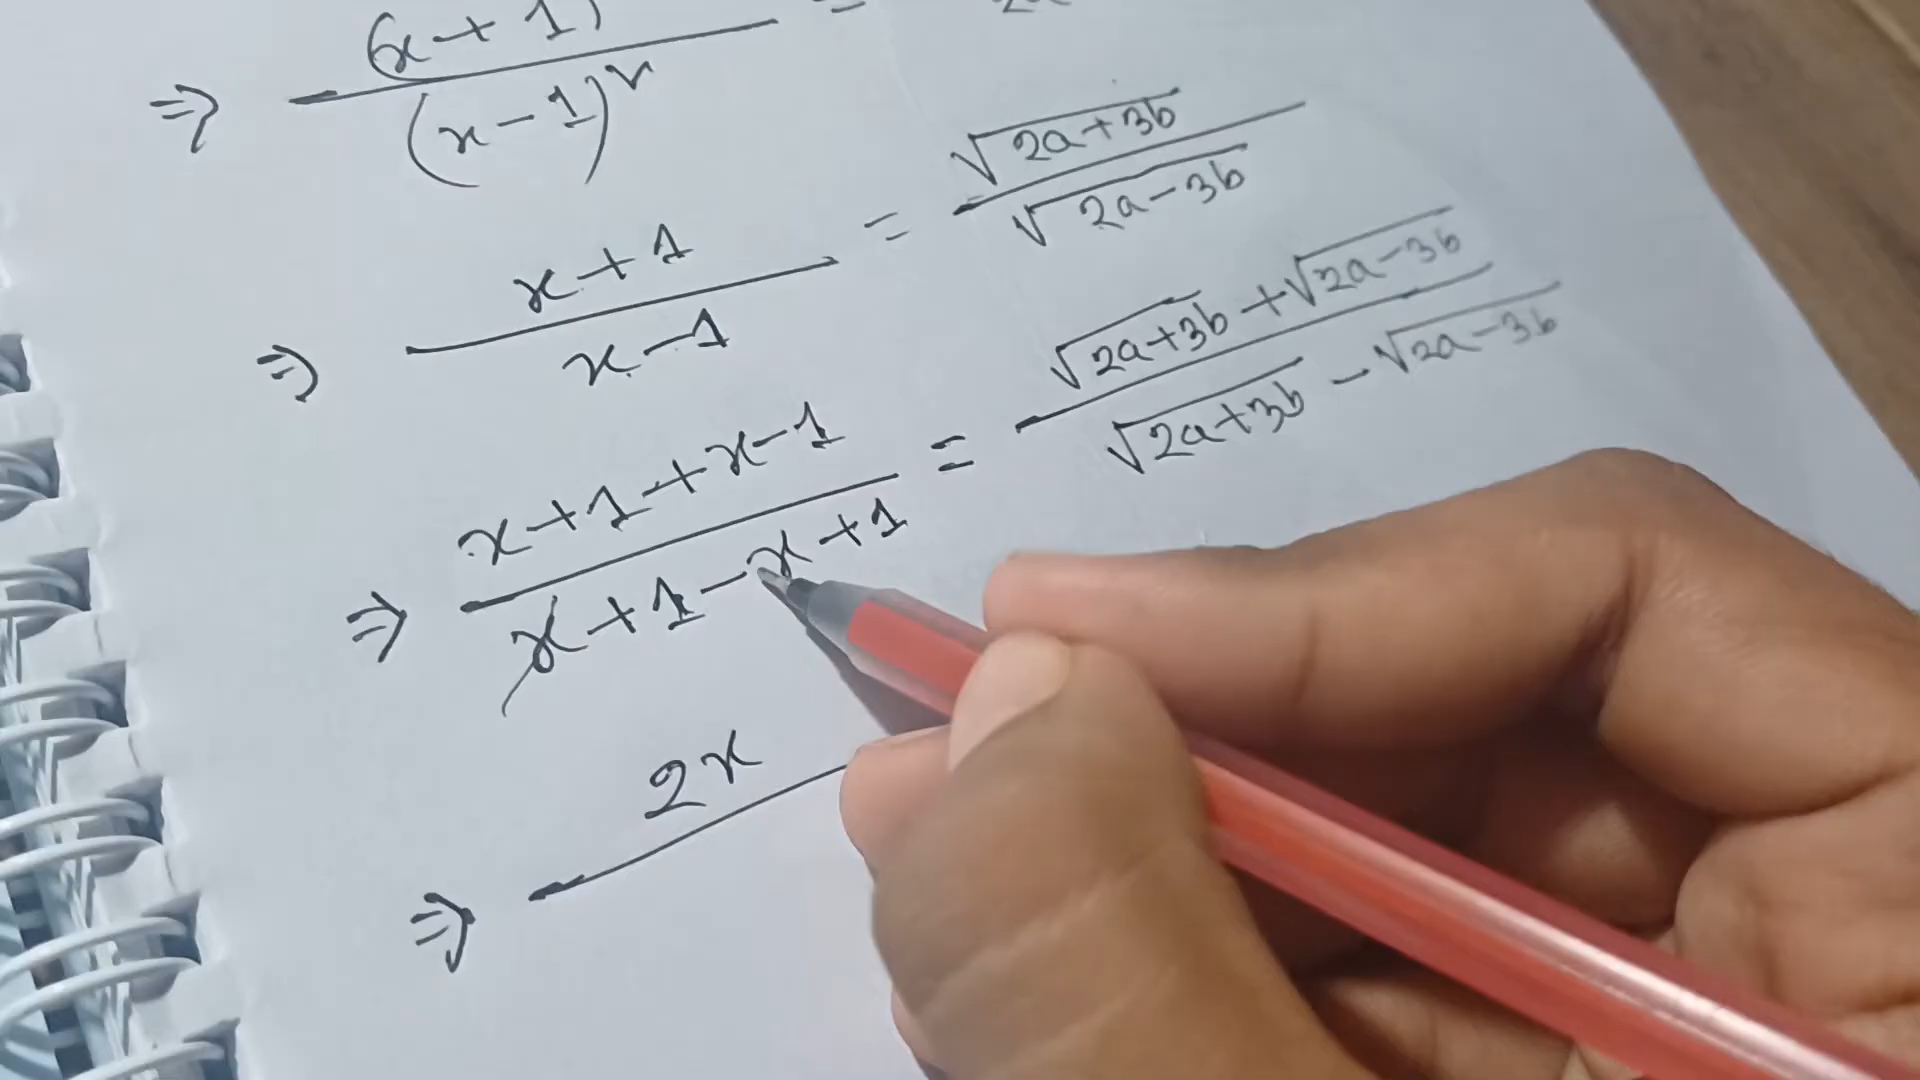 ⇒ (x+1) / (x-1)² =
⇒ x+1 / x-1 = √2a+3b / √2a-3b
⇒ x+1+x-1 / x+1-x+1 = √2a+3b + √2a-3b / √2a+3b - √2a-3b
⇒ 2x